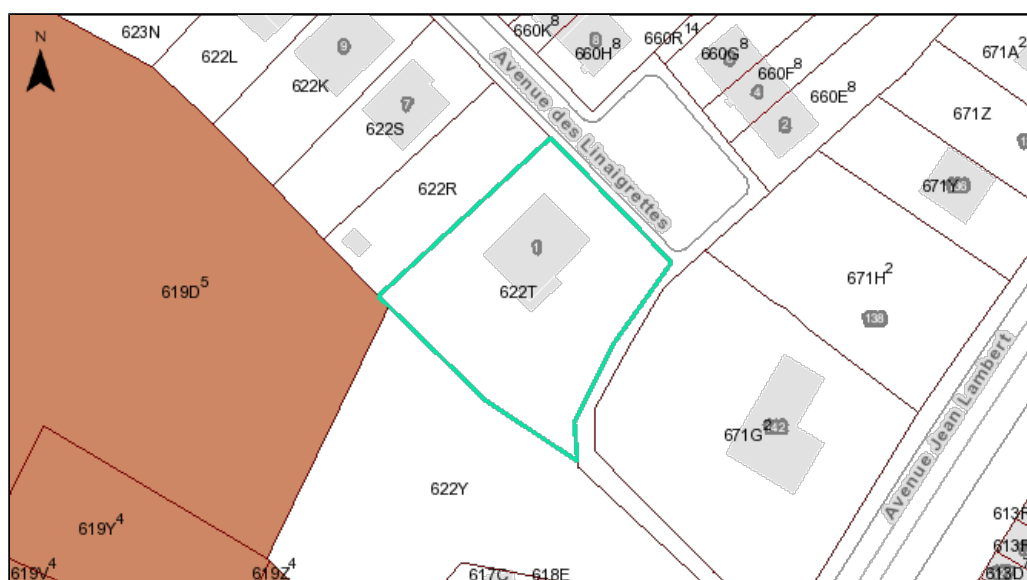 N
623N
622L
622K
9
622S
7
622R
660K8
660H8
8
660R14
660G8
660F8
4
660E8
2
671A2
671Z
671Y
Avenue des Linaigrettes
1
622T
619D5
671H2
138
Avenue Jean Lambert
671G2
142
622Y
619Y4
619V4
619Z4
617C
618E
613F
613D